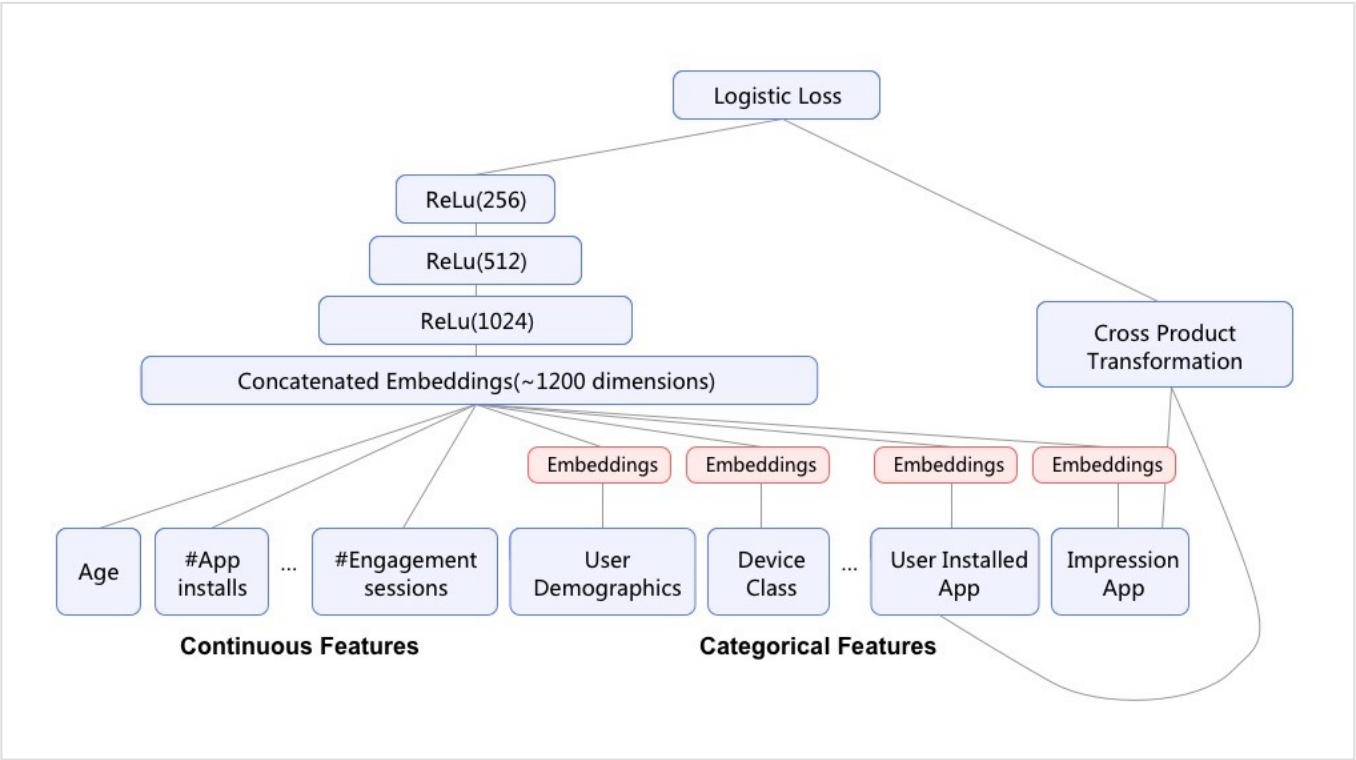 Logistic Loss
ReLu(256)
ReLu(512)
ReLu(1024)
Cross Product
Transformation
Concatenated Embeddings(~1200 dimensions)
Embeddings
Embeddings
Embeddings
Embeddings
Age
#App
installs
...
#Engagement
sessions
User
Demographics
Device
Class
...
User Installed
App
Impression
App
Continuous Features
Categorical Features